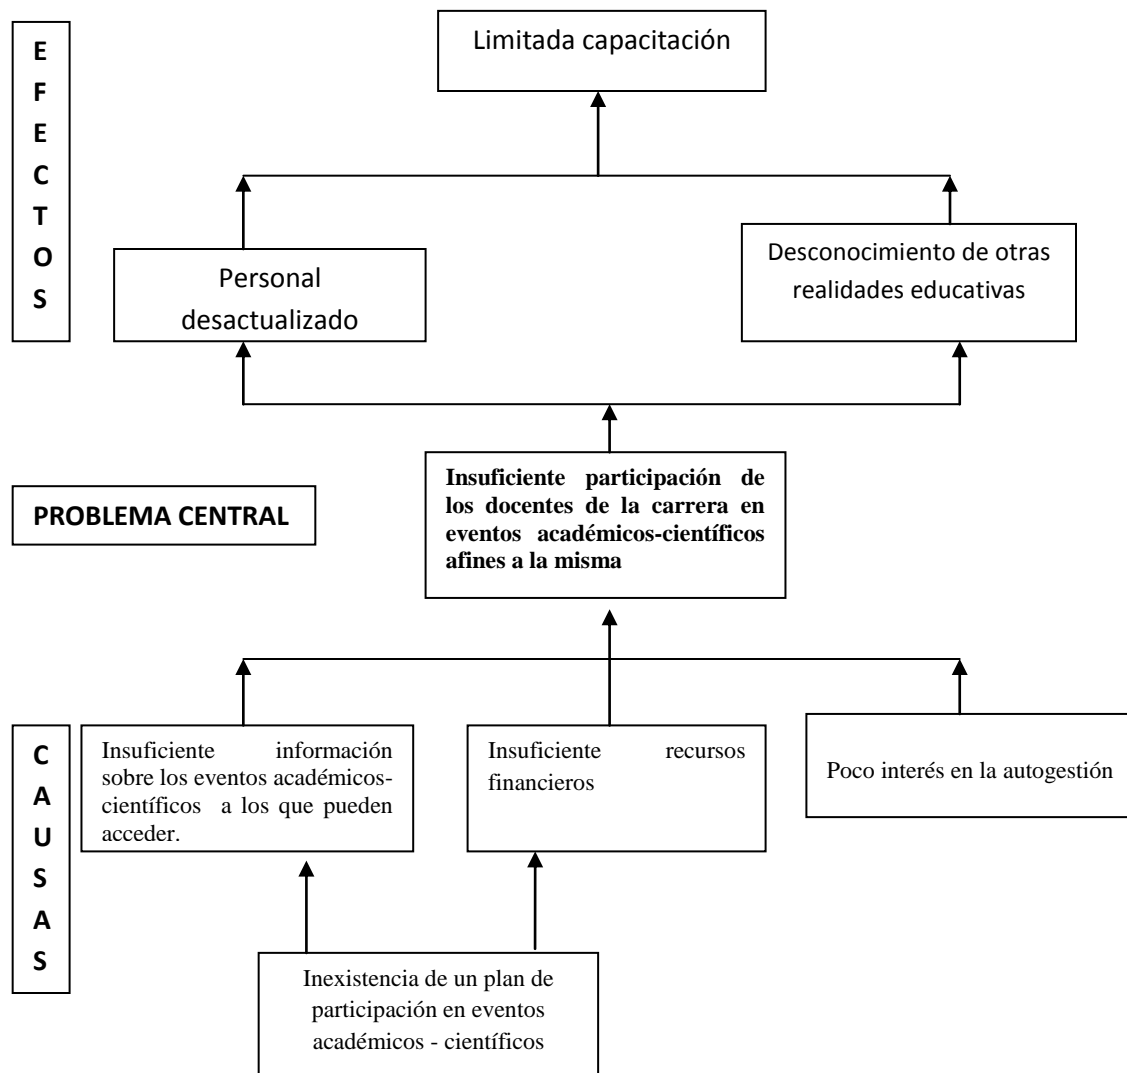 E
F
E
C
T
O
S
Limitada capacitación
Personal
desactualizado
Desconocimiento de otras
realidades educativas
PROBLEMA CENTRAL
Insuficiente participación de
los docentes de la carrera en
eventos académicos-científicos
afines a la misma
C
A
U
S
A
S
Insuficiente información
sobre los eventos académicos-
científicos a los que pueden
acceder.
Insuficiente recursos
financieros
Poco interés en la autogestión
Inexistencia de un plan de
participación en eventos
académicos - científicos